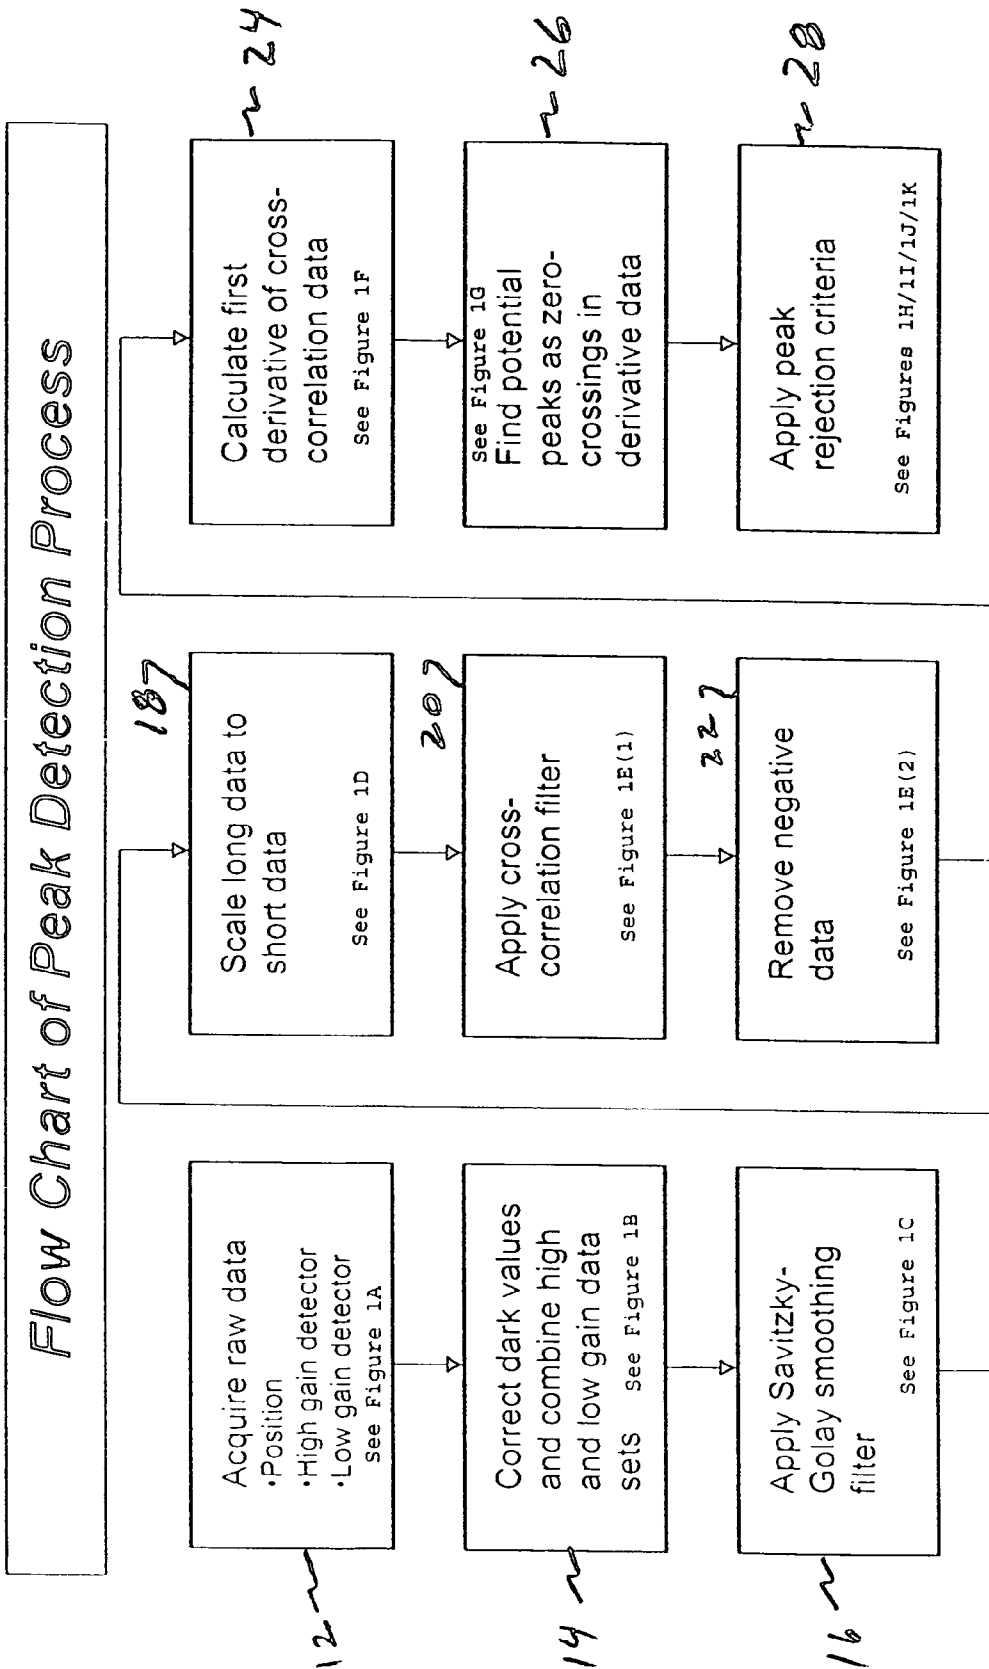 Flow Chart of Peak Detection Process
12
Acquire raw data
·Position
·High gain detector
·Low gain detector
See Figure 1A
14
Correct dark values
and combine high
and low gain data
sets See Figure 1B
16
Apply Savitzky-
Golay smoothing
filter
See Figure 1C
18
Scale long data to
short data
See Figure 1D
20
Apply cross-
correlation filter
See Figure 1E(1)
22
Remove negative
data
See Figure 1E(2)
24
Calculate first
derivative of cross-
correlation data
See Figure 1F
26
See Figure 1G
Find potential
peaks as zero-
crossings in
derivative data
28
Apply peak
rejection criteria
See Figures 1H/1I/1J/1K